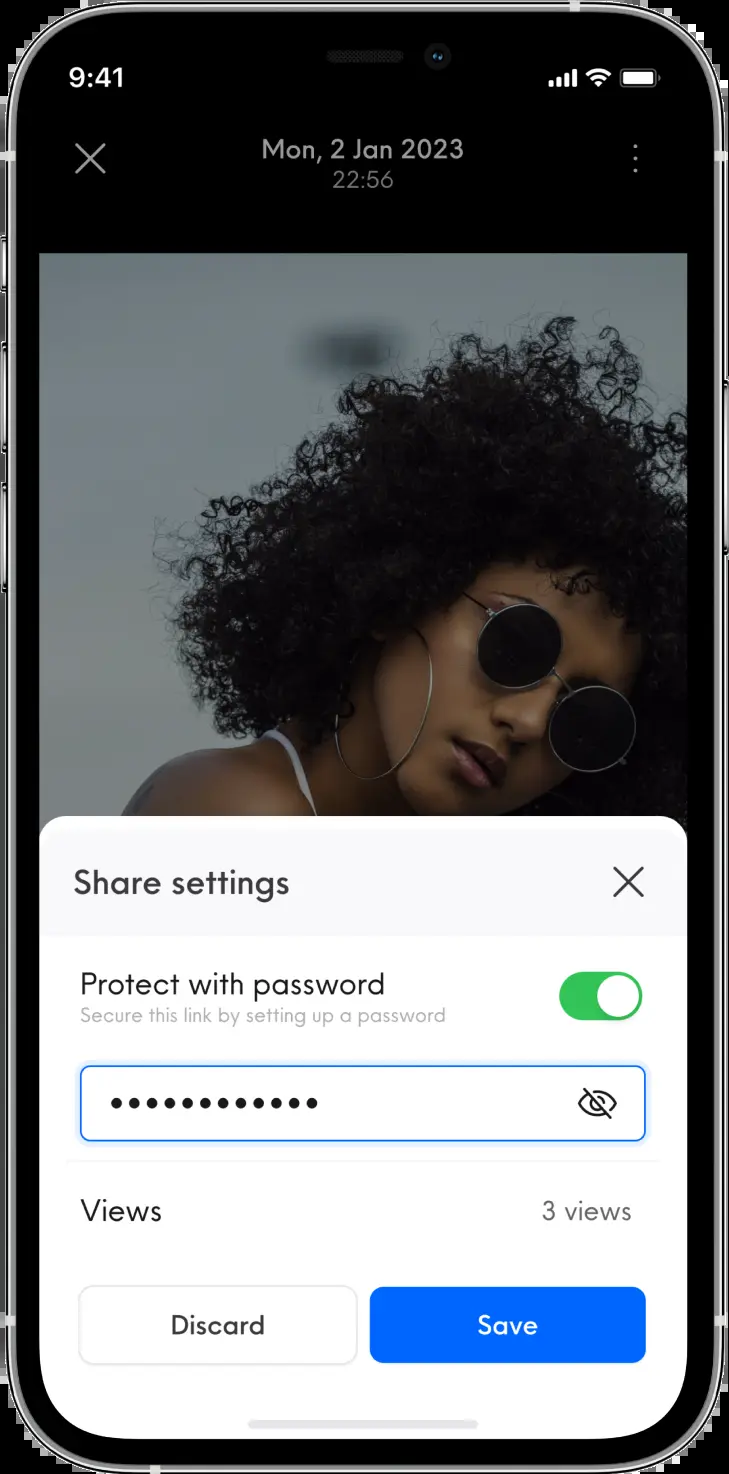 9:41
Mon, 2 Jan 2023
22:56
Share settings
Protect with password
Secure this link by setting up a password
••••••••••••
Views
3 views
Discard
Save